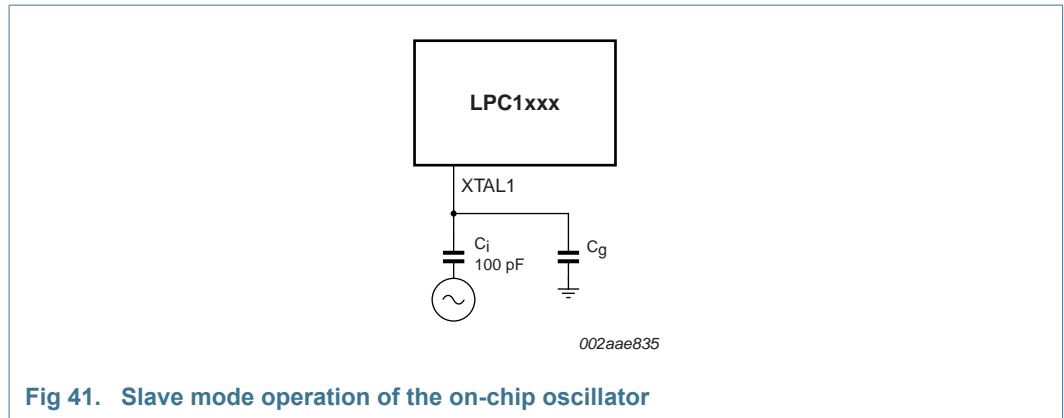 LPC1xxx
XTAL1
Ci
100 pF
Cg
002aae835
Fig 41. Slave mode operation of the on-chip oscillator